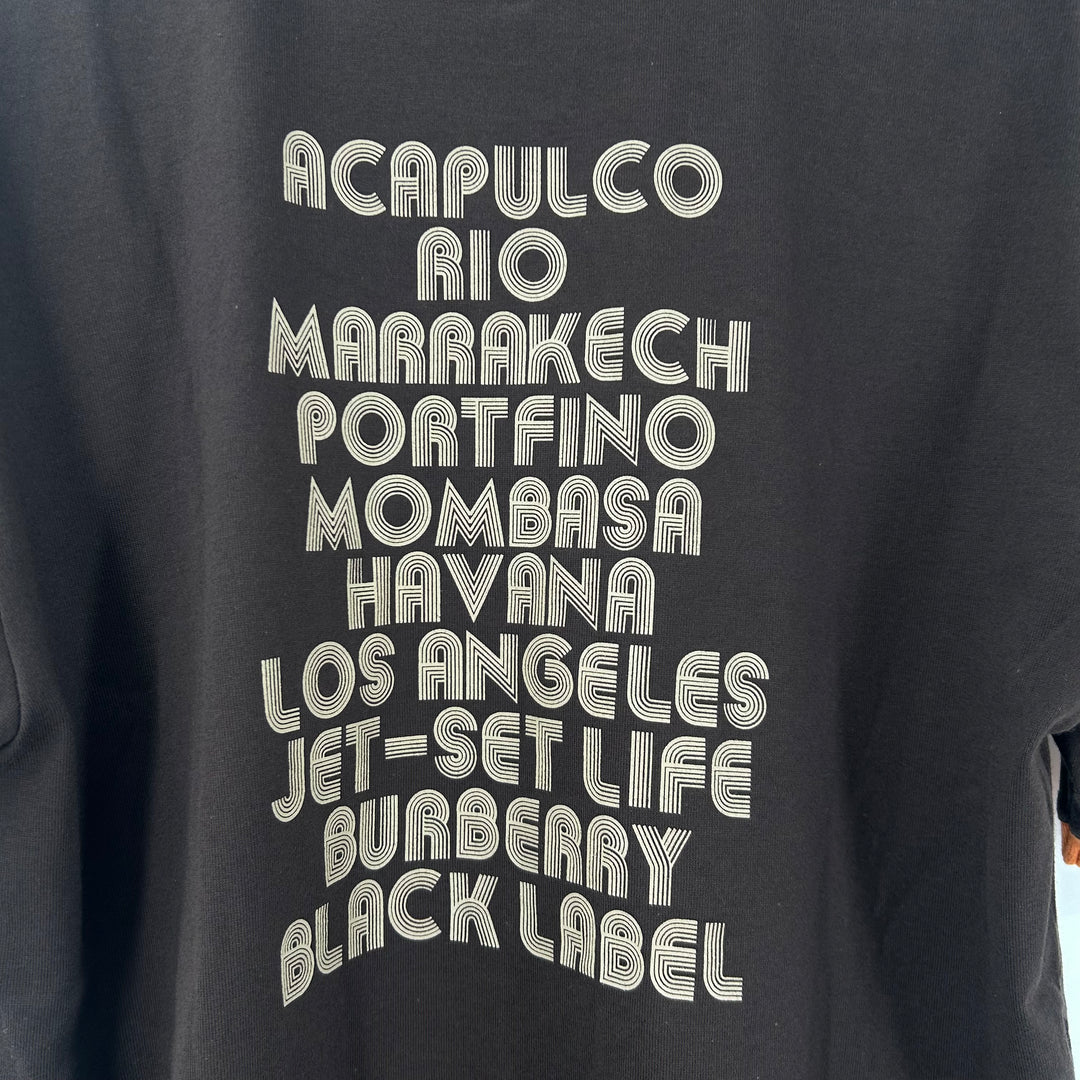 ACAPULCO
RIO
MARRAKECH
PORTFINO
MOMBASA
HAVANA
LOS ANGELES
JET-SET LIFE
BURBERRY
BLACK LABEL